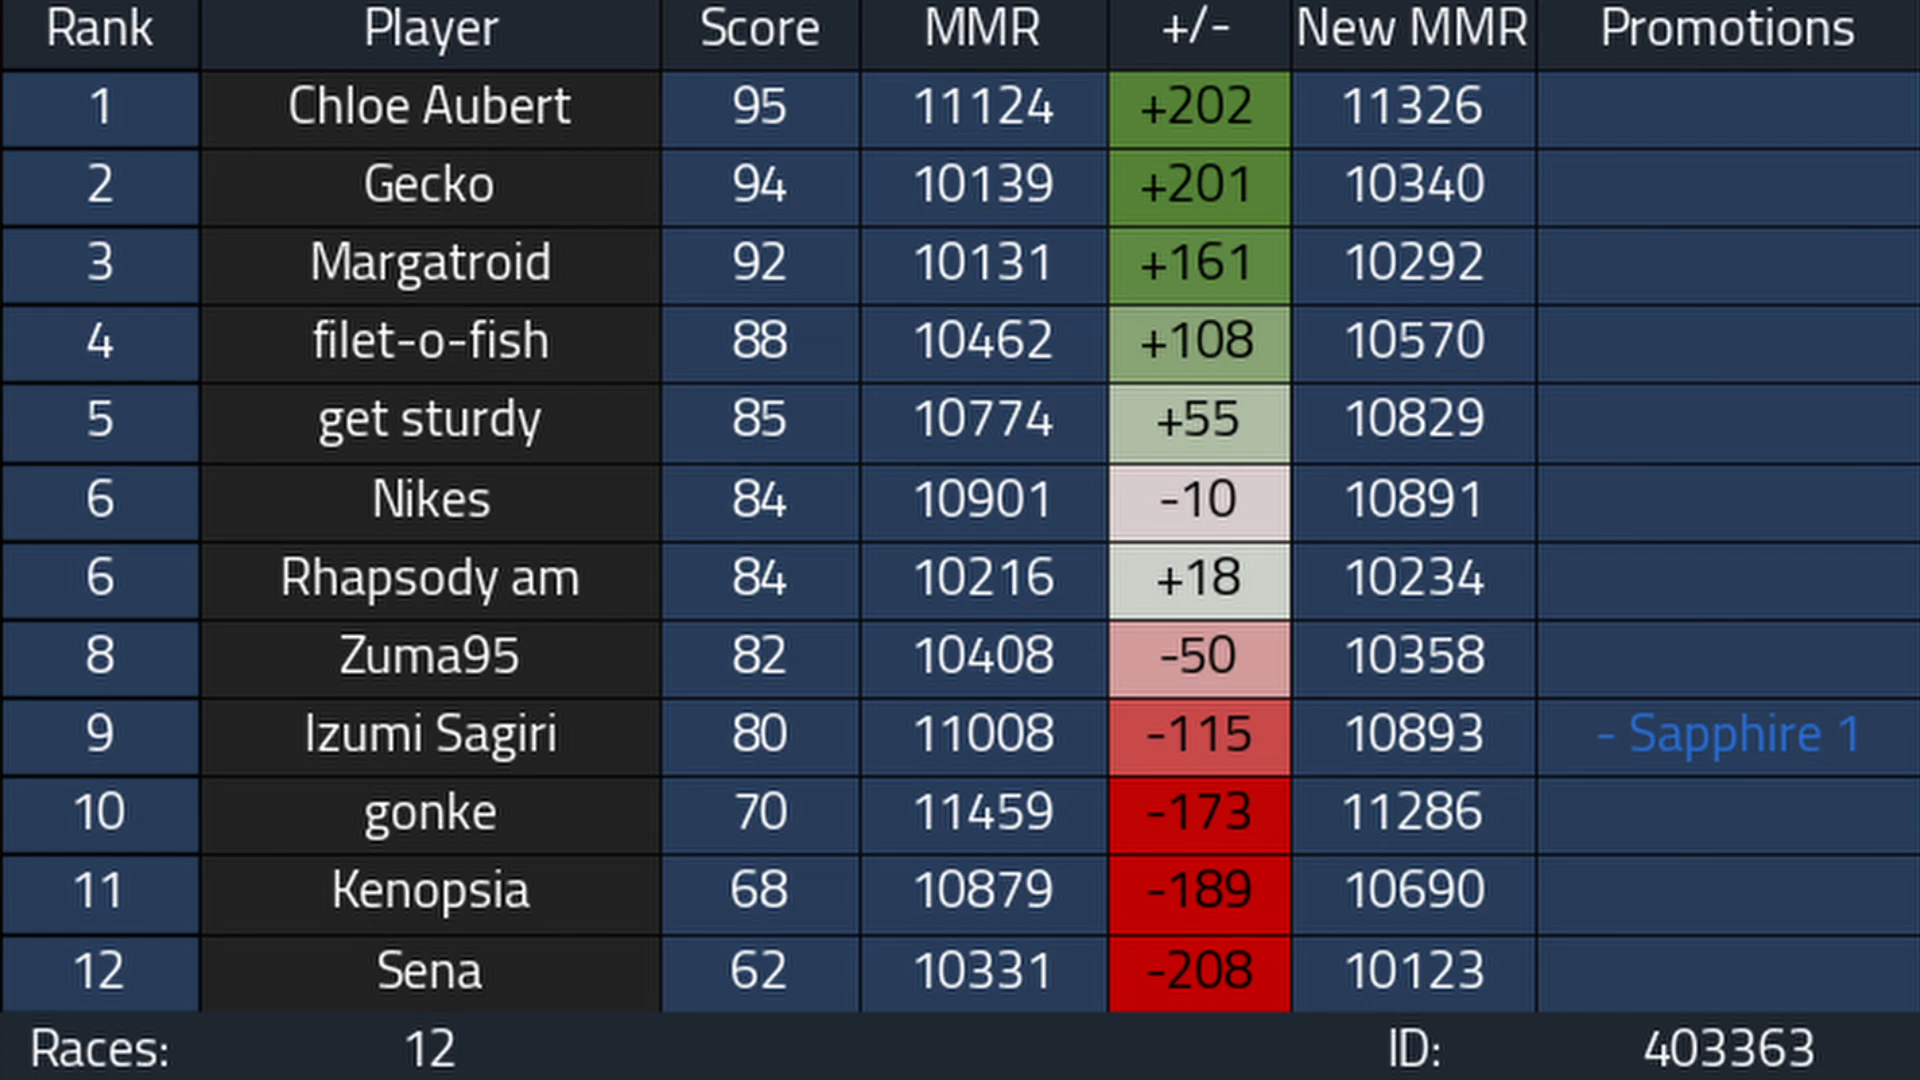 Rank Player Score MMR +/- New MMR Promotions
1 Chloe Aubert 95 11124 +202 11326
2 Gecko 94 10139 +201 10340
3 Margatroid 92 10131 +161 10292
4 filet-o-fish 88 10462 +108 10570
5 get sturdy 85 10774 +55 10829
6 Nikes 84 10901 -10 10891
6 Rhapsody am 84 10216 +18 10234
8 Zuma95 82 10408 -50 10358
9 Izumi Sagiri 80 11008 -115 10893 - Sapphire 1
10 gonke 70 11459 -173 11286
11 Kenopsia 68 10879 -189 10690
12 Sena 62 10331 -208 10123
Races: 12 ID: 403363